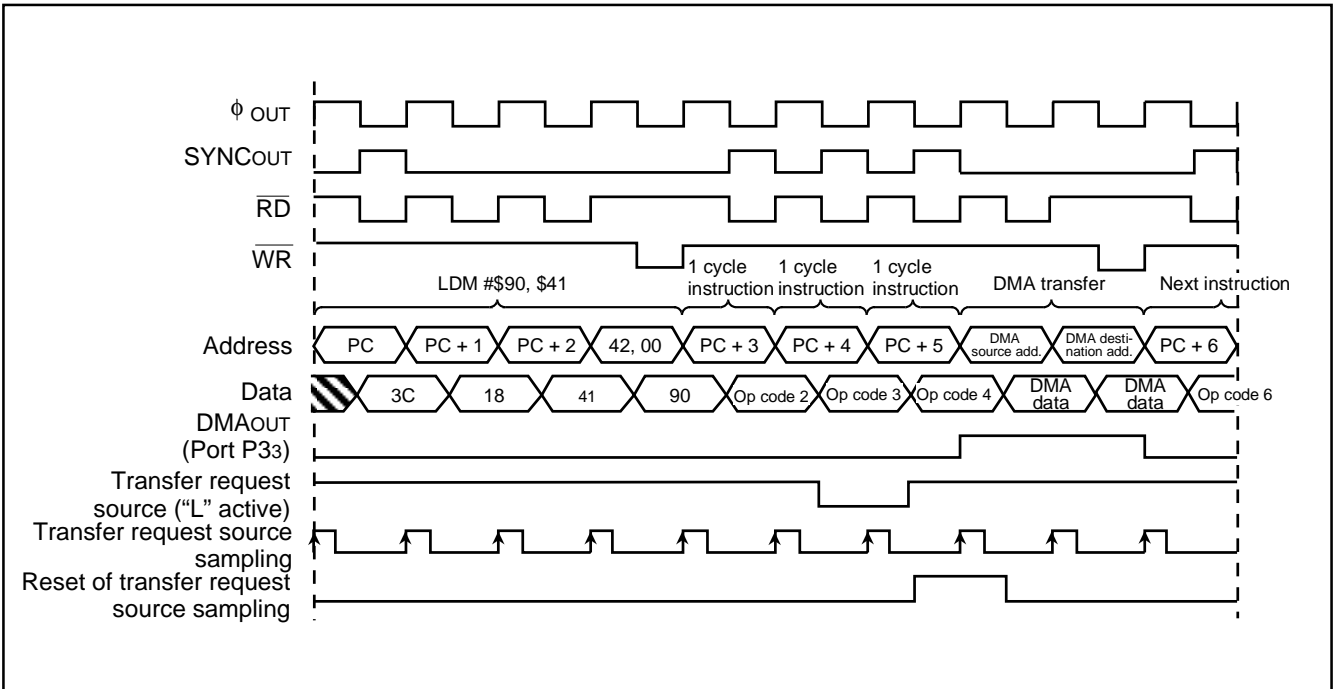 ϕ OUT
SYNCOUT
RD
WR
1 cycle instruction
1 cycle instruction
1 cycle instruction
LDM #$90, $41
DMA transfer
Next instruction
Address
PC
PC + 1
PC + 2
42, 00
PC + 3
PC + 4
PC + 5
DMA source add.
DMA desti-
nation add.
PC + 6
Data
3C
18
41
90
Op code 2
Op code 3
Op code 4
DMA data
DMA data
Op code 6
DMAOUT
(Port P33)
Transfer request
source (“L” active)
Transfer request source
sampling
Reset of transfer request
source sampling